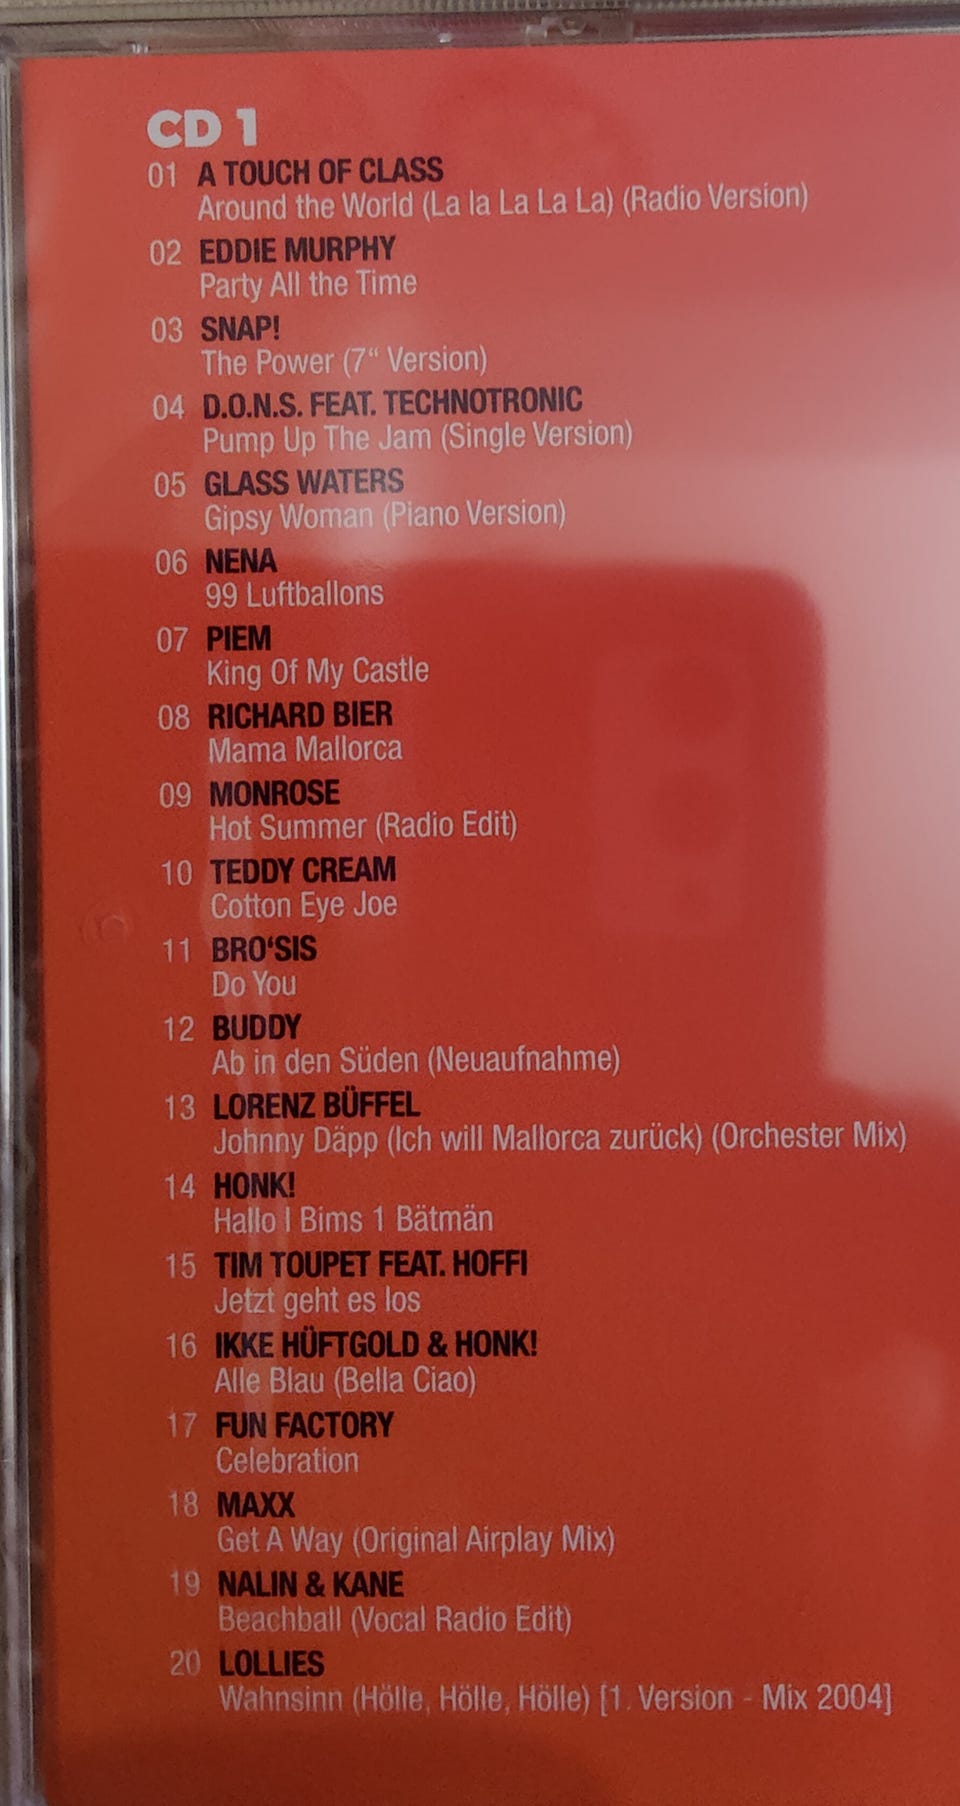 CD 1
01 A TOUCH OF CLASS
Around the World (La la La La La) (Radio Version)
02 EDDIE MURPHY
Party All the Time
03 SNAP!
The Power (7“ Version)
04 D.O.N.S. FEAT. TECHNOTRONIC
Pump Up The Jam (Single Version)
05 GLASS WATERS
Gipsy Woman (Piano Version)
06 NENA
99 Luftballons
07 PIEM
King Of My Castle
08 RICHARD BIER
Mama Mallorca
09 MONROSE
Hot Summer (Radio Edit)
10 TEDDY CREAM
Cotton Eye Joe
11 BRO‘SIS
Do You
12 BUDDY
Ab in den Süden (Neuaufnahme)
13 LORENZ BÜFFEL
Johnny Däpp (Ich will Mallorca zurück) (Orchester Mix)
14 HONK!
Hallo I Bims 1 Bätmän
15 TIM TOUPET FEAT. HOFFI
Jetzt geht es los
16 IKKE HÜFTGOLD & HONK!
Alle Blau (Bella Ciao)
17 FUN FACTORY
Celebration
18 MAXX
Get A Way (Original Airplay Mix)
19 NALIN & KANE
Beachball (Vocal Radio Edit)
20 LOLLIES
Wahnsinn (Hölle, Hölle, Hölle) [1. Version - Mix 2004]